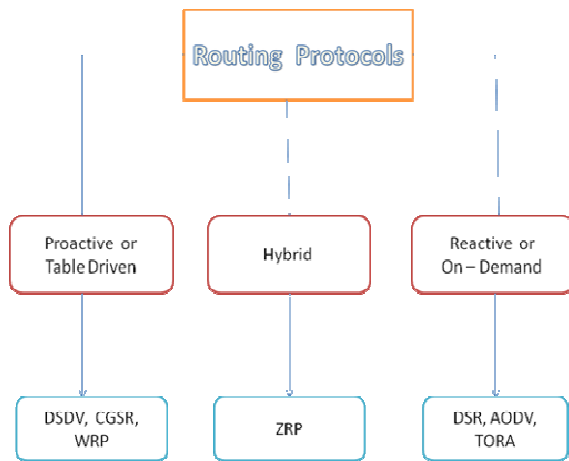 Routing Protocols
Proactive or
Table Driven
Hybrid
Reactive or
On – Demand
DSDV, CGSR,
WRP
ZRP
DSR, AODV,
TORA